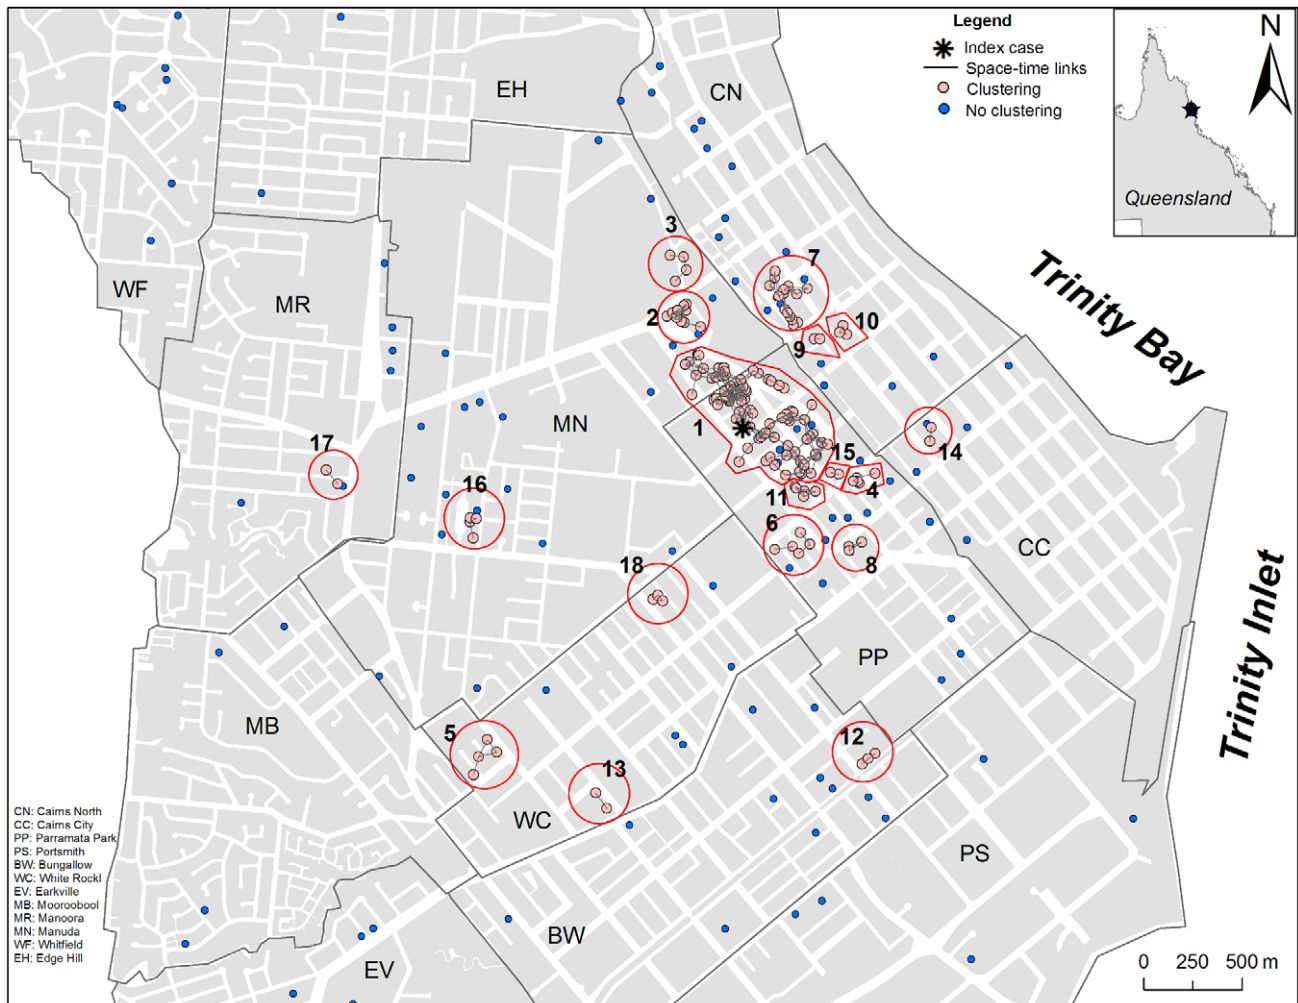 Legend
Index case
Space-time links
Clustering
No clustering
N
Queensland
EH
CN
WF
MR
MN
CC
PP
MB
WC
PS
BW
EV
3
7
2
10
9
1
17
16
15
14
4
11
6
8
18
5
13
12
Trinity Bay
Trinity Inlet
CN: Cairns North
CC: Cairns City
PP: Parramata Park
PS: Portsmith
BW: Bungallow
WC: White Rockl
EV: Earkville
MB: Mooroobool
MR: Manoora
MN: Manuda
WF: Whitfield
EH: Edge Hill
0 250 500 m